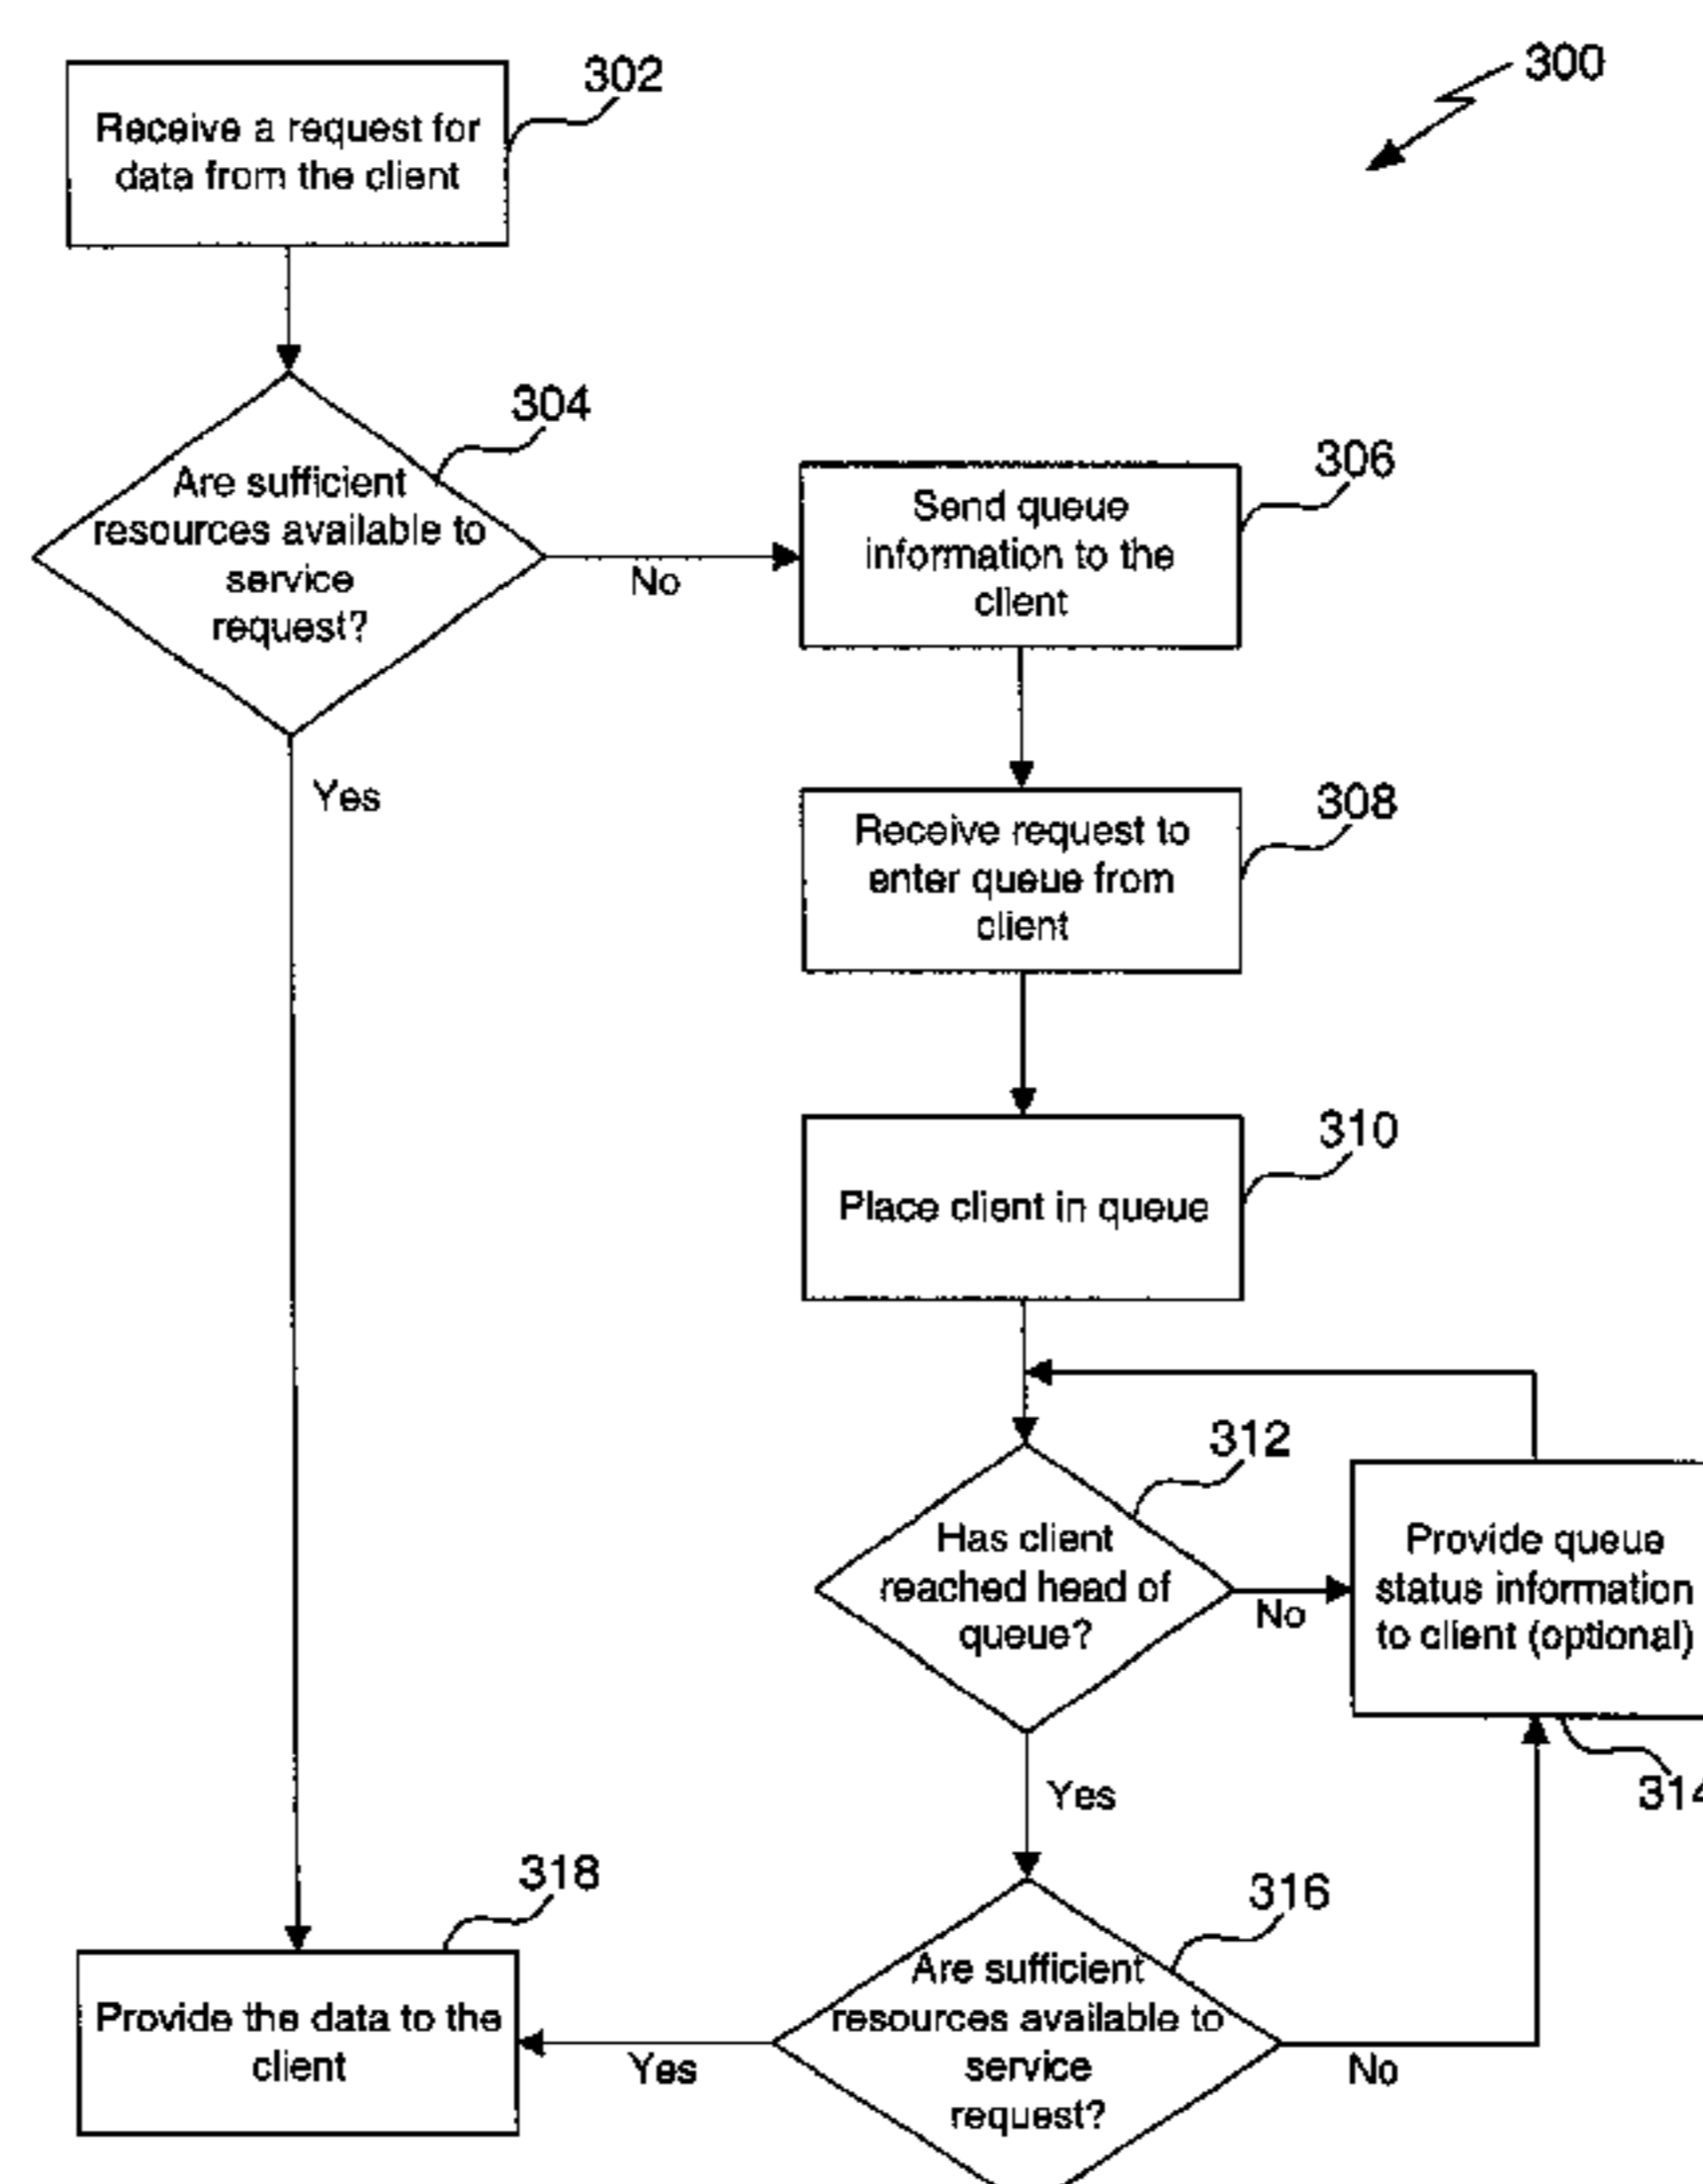 302
300
Receive a request for
data from the client
304
Are sufficient
resources available to
service
request?
No
306
Send queue
information to the
client
Yes
308
Receive request to
enter queue from
client
310
Place client in queue
312
Has client
reached head of
queue?
No
Provide queue
status information
to client (optional)
314
Yes
318
316
Provide the data to the
client
Yes
Are sufficient
resources available to
service
request?
No